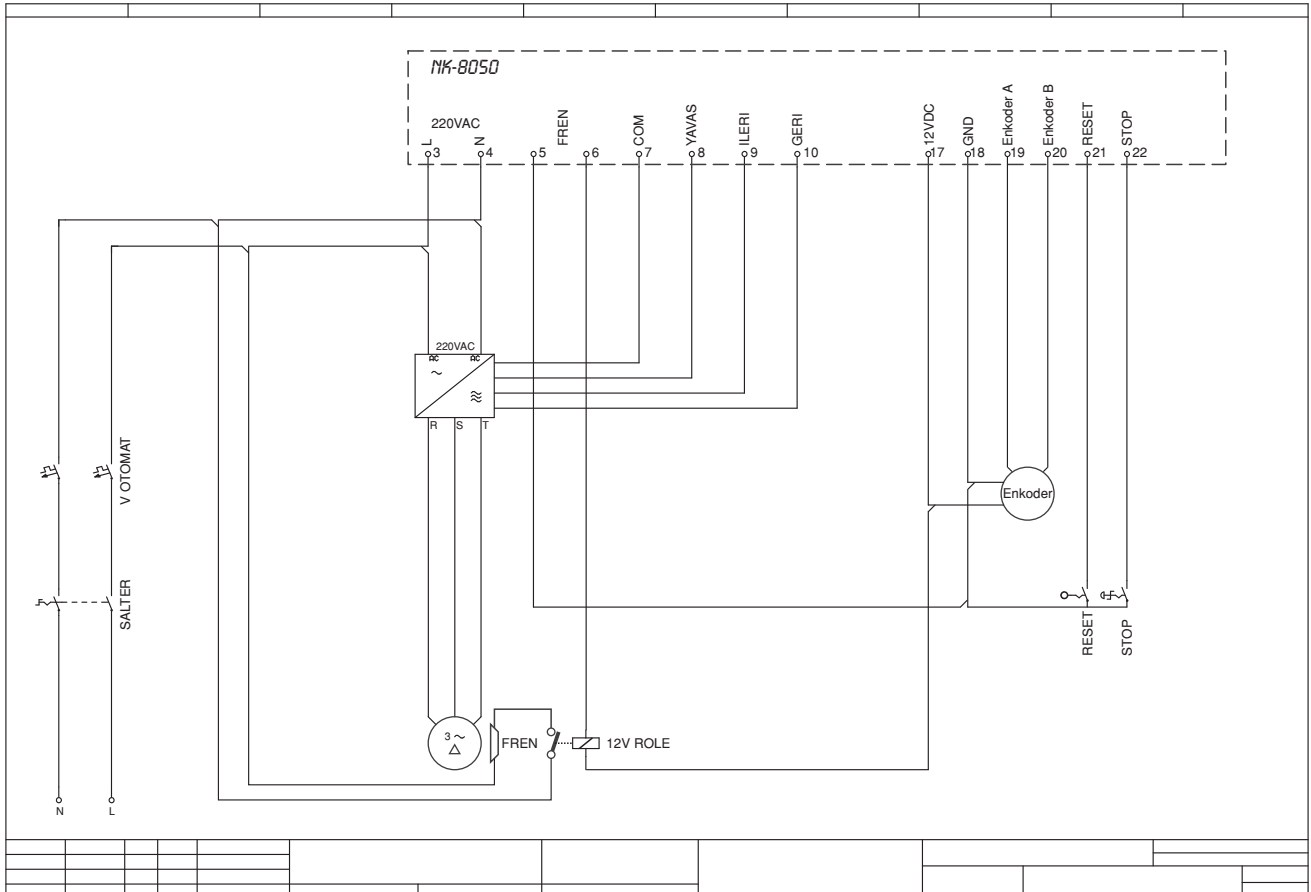 NK-8050
220VAC
L
N
FREN
COM
YAVAS
ILERI
GERI
12VDC
GND
Enkoder A
Enkoder B
RESET
STOP
3
4
5
6
7
8
9
10
17
18
19
20
21
22
220VAC
AC
AC
R
S
T
V OTOMAT
SALTER
Enkoder
RESET
STOP
3 ~
FREN
12V ROLE
N
L